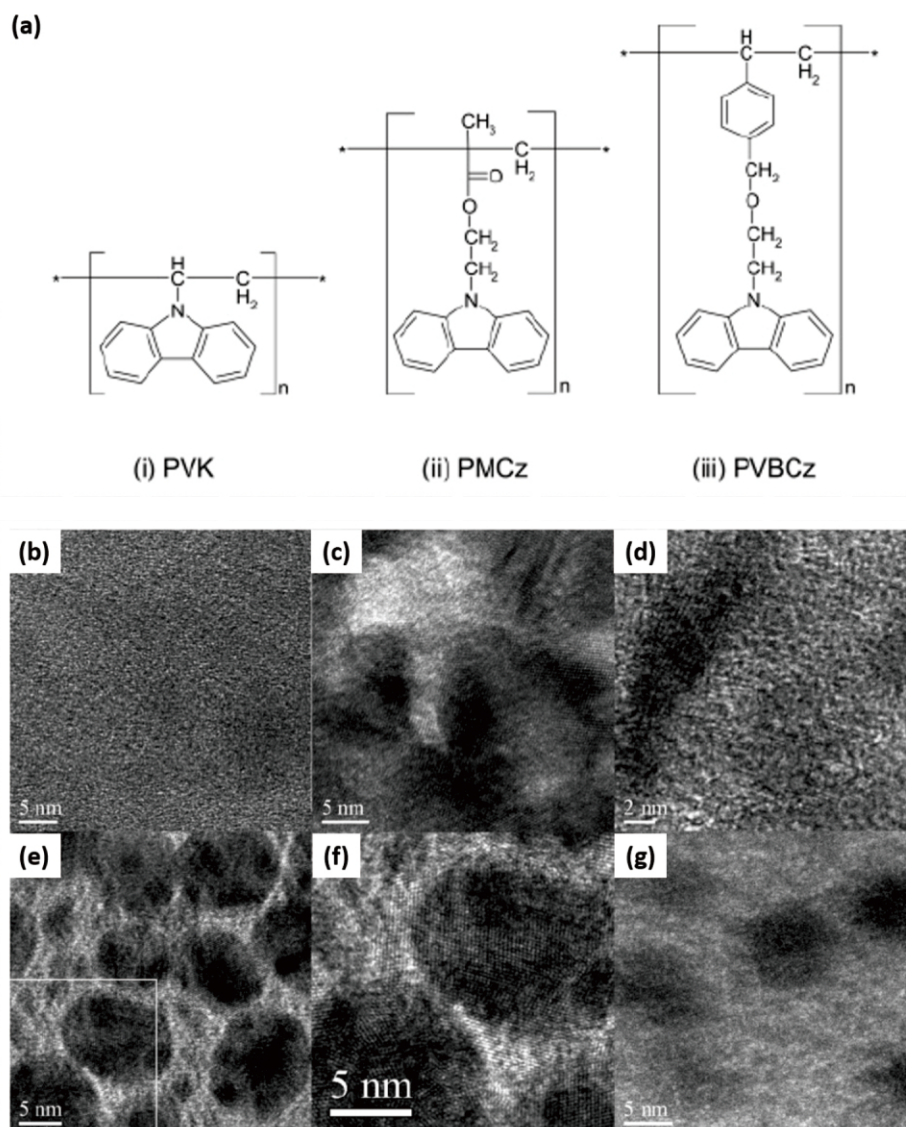 (a)
H
C
C
H2
N
n
(i) PVK
CH3
C
H2
O
O
CH2
CH2
N
n
(ii) PMCz
H
C
C
H2
CH2
O
CH2
CH2
N
n
(iii) PVBCz
(b)
5 nm
(c)
5 nm
(d)
2 nm
(e)
5 nm
(f)
5 nm
(g)
5 nm